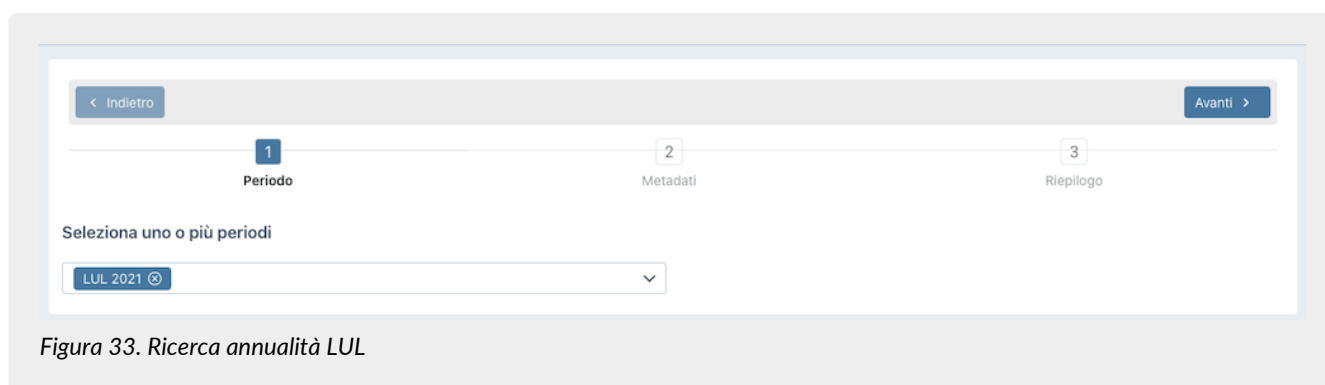 Indietro
Avanti
1
2
3
Periodo
Metadati
Riepilogo
Seleziona uno o più periodi
LUL 2021
Figura 33. Ricerca annualità LUL